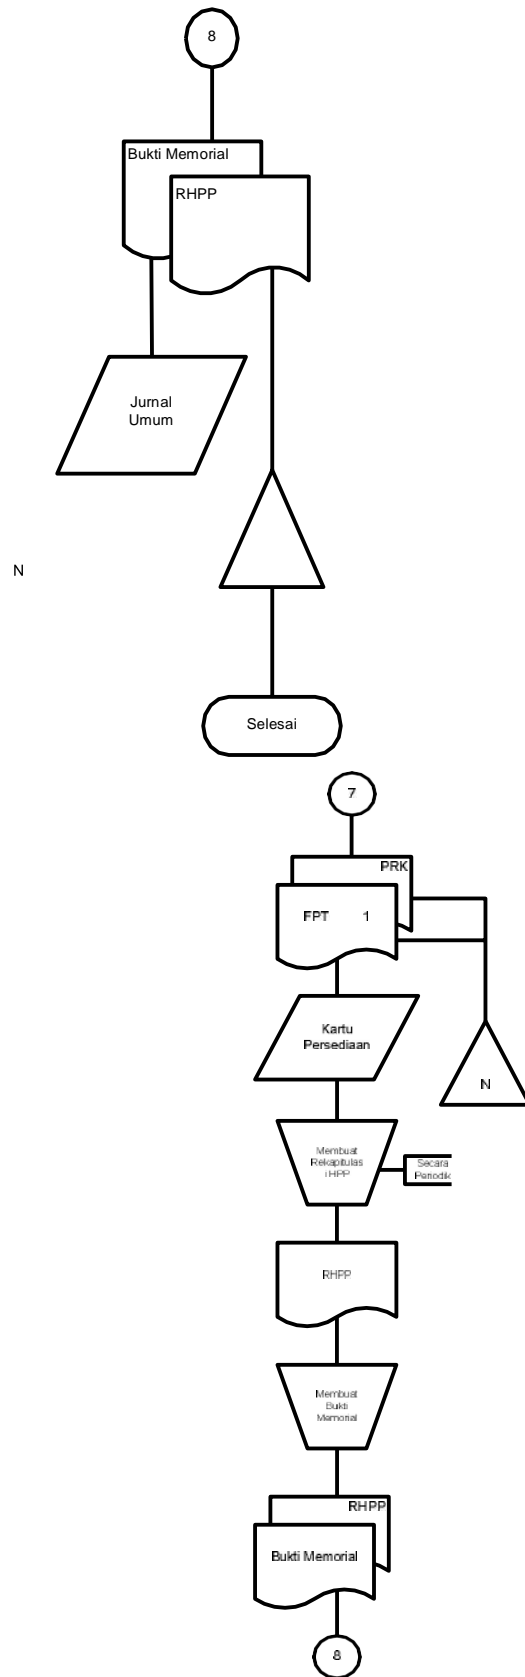 8
Bukti Memorial
RHPP
Jurnal
Umum
N
Selesai
7
PRK
FPT 1
Kartu
Persediaan
N
Membuat
Rekapitulas
i HPP
Secara
Periodik
RHPP
Membuat
Bukti
Memorial
RHPP
Bukti Memorial
8